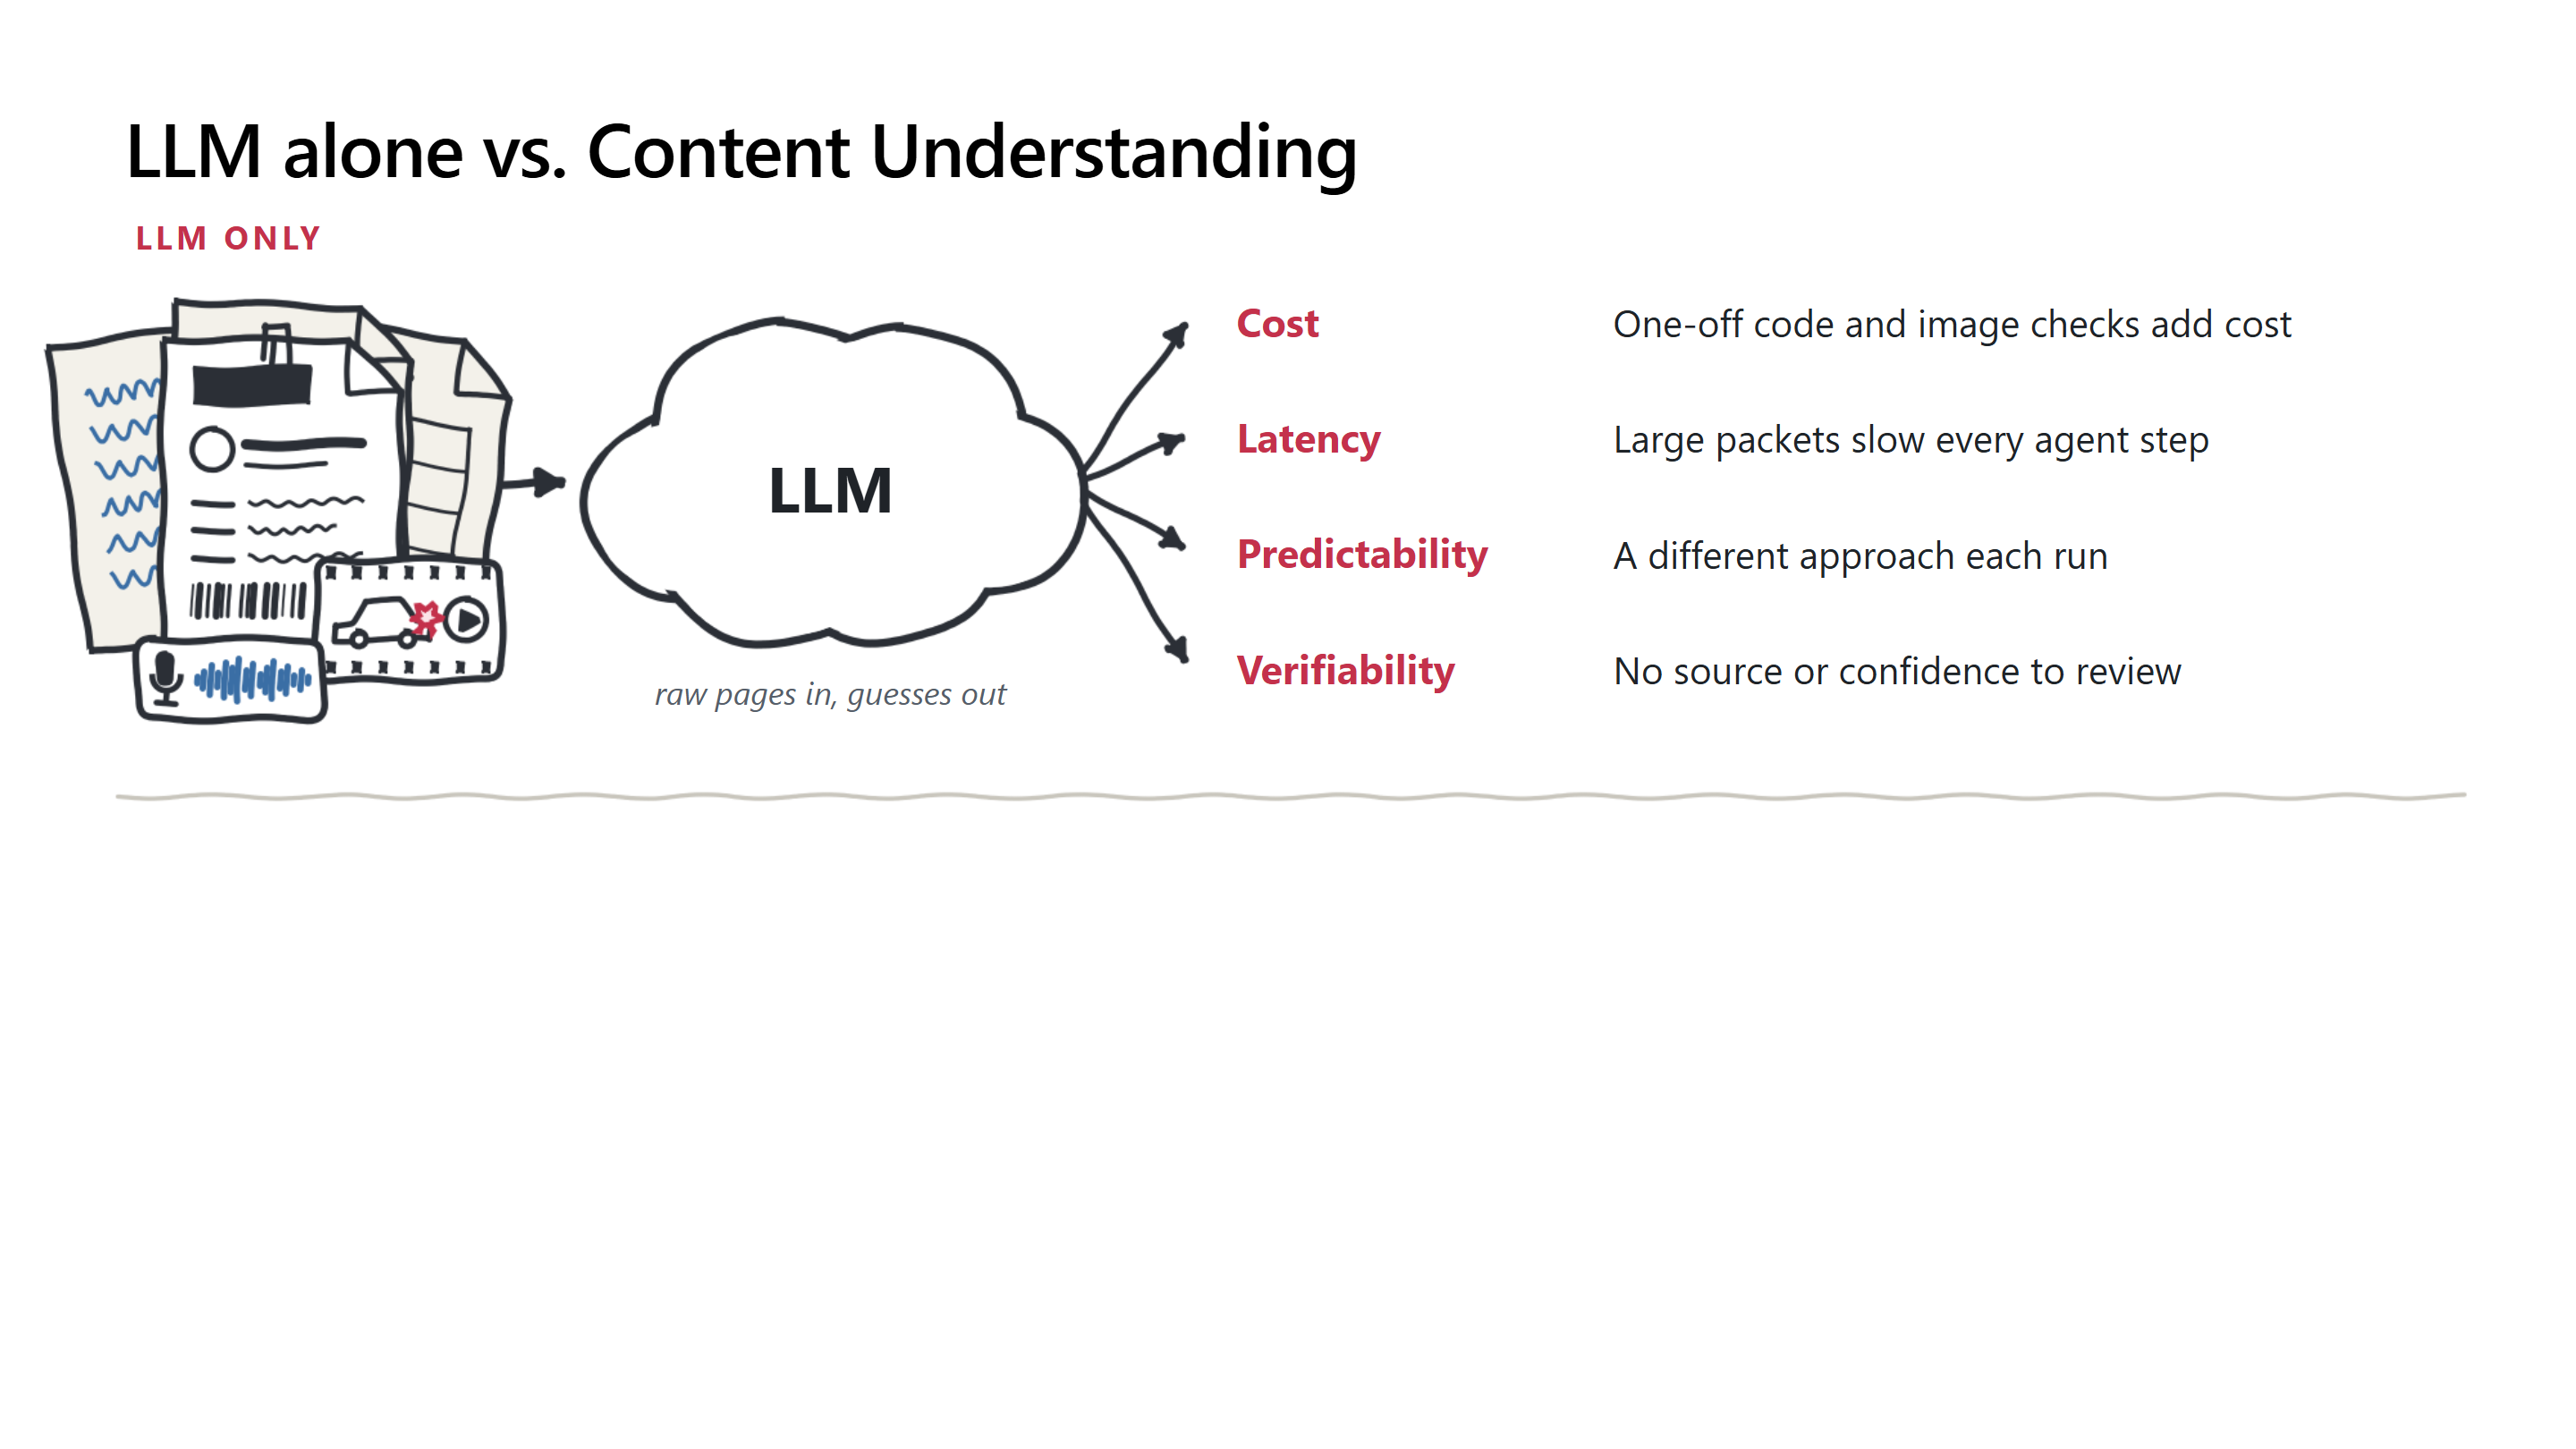 LLM alone vs. Content Understanding
LLM ONLY
LLM
raw pages in, guesses out
Cost
One-off code and image checks add cost
Latency
Large packets slow every agent step
Predictability
A different approach each run
Verifiability
No source or confidence to review